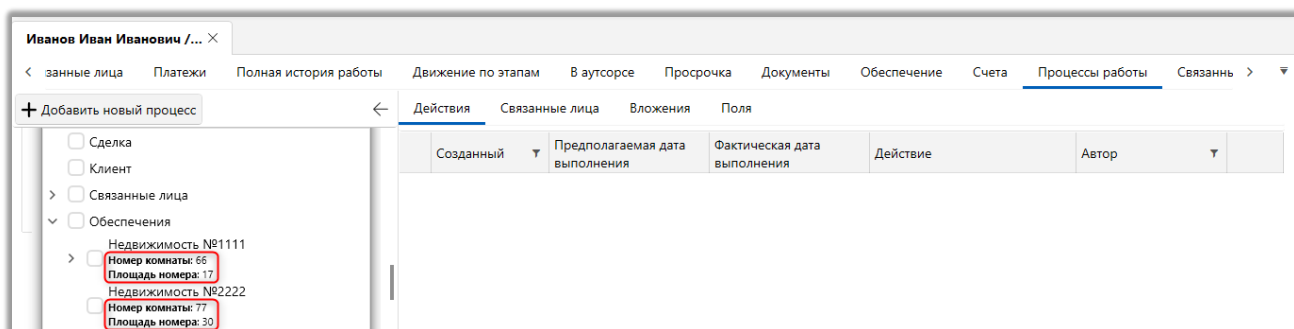 Иванов Иван Иванович /...
занные лица Платежи Полная история работы Движение по этапам В аутсорсе Просрочка Документы Обеспечение Счета Процессы работы Связаннь
Добавить новый процесс
Действия Связанные лица Вложения Поля
Созданный Предполагаемая дата выполнения Фактическая дата выполнения Действие Автор
Сделка
Клиент
Связанные лица
Обеспечения
Недвижимость №1111
Номер комнаты: 66
Площадь номера: 17
Недвижимость №2222
Номер комнаты: 77
Площадь номера: 30